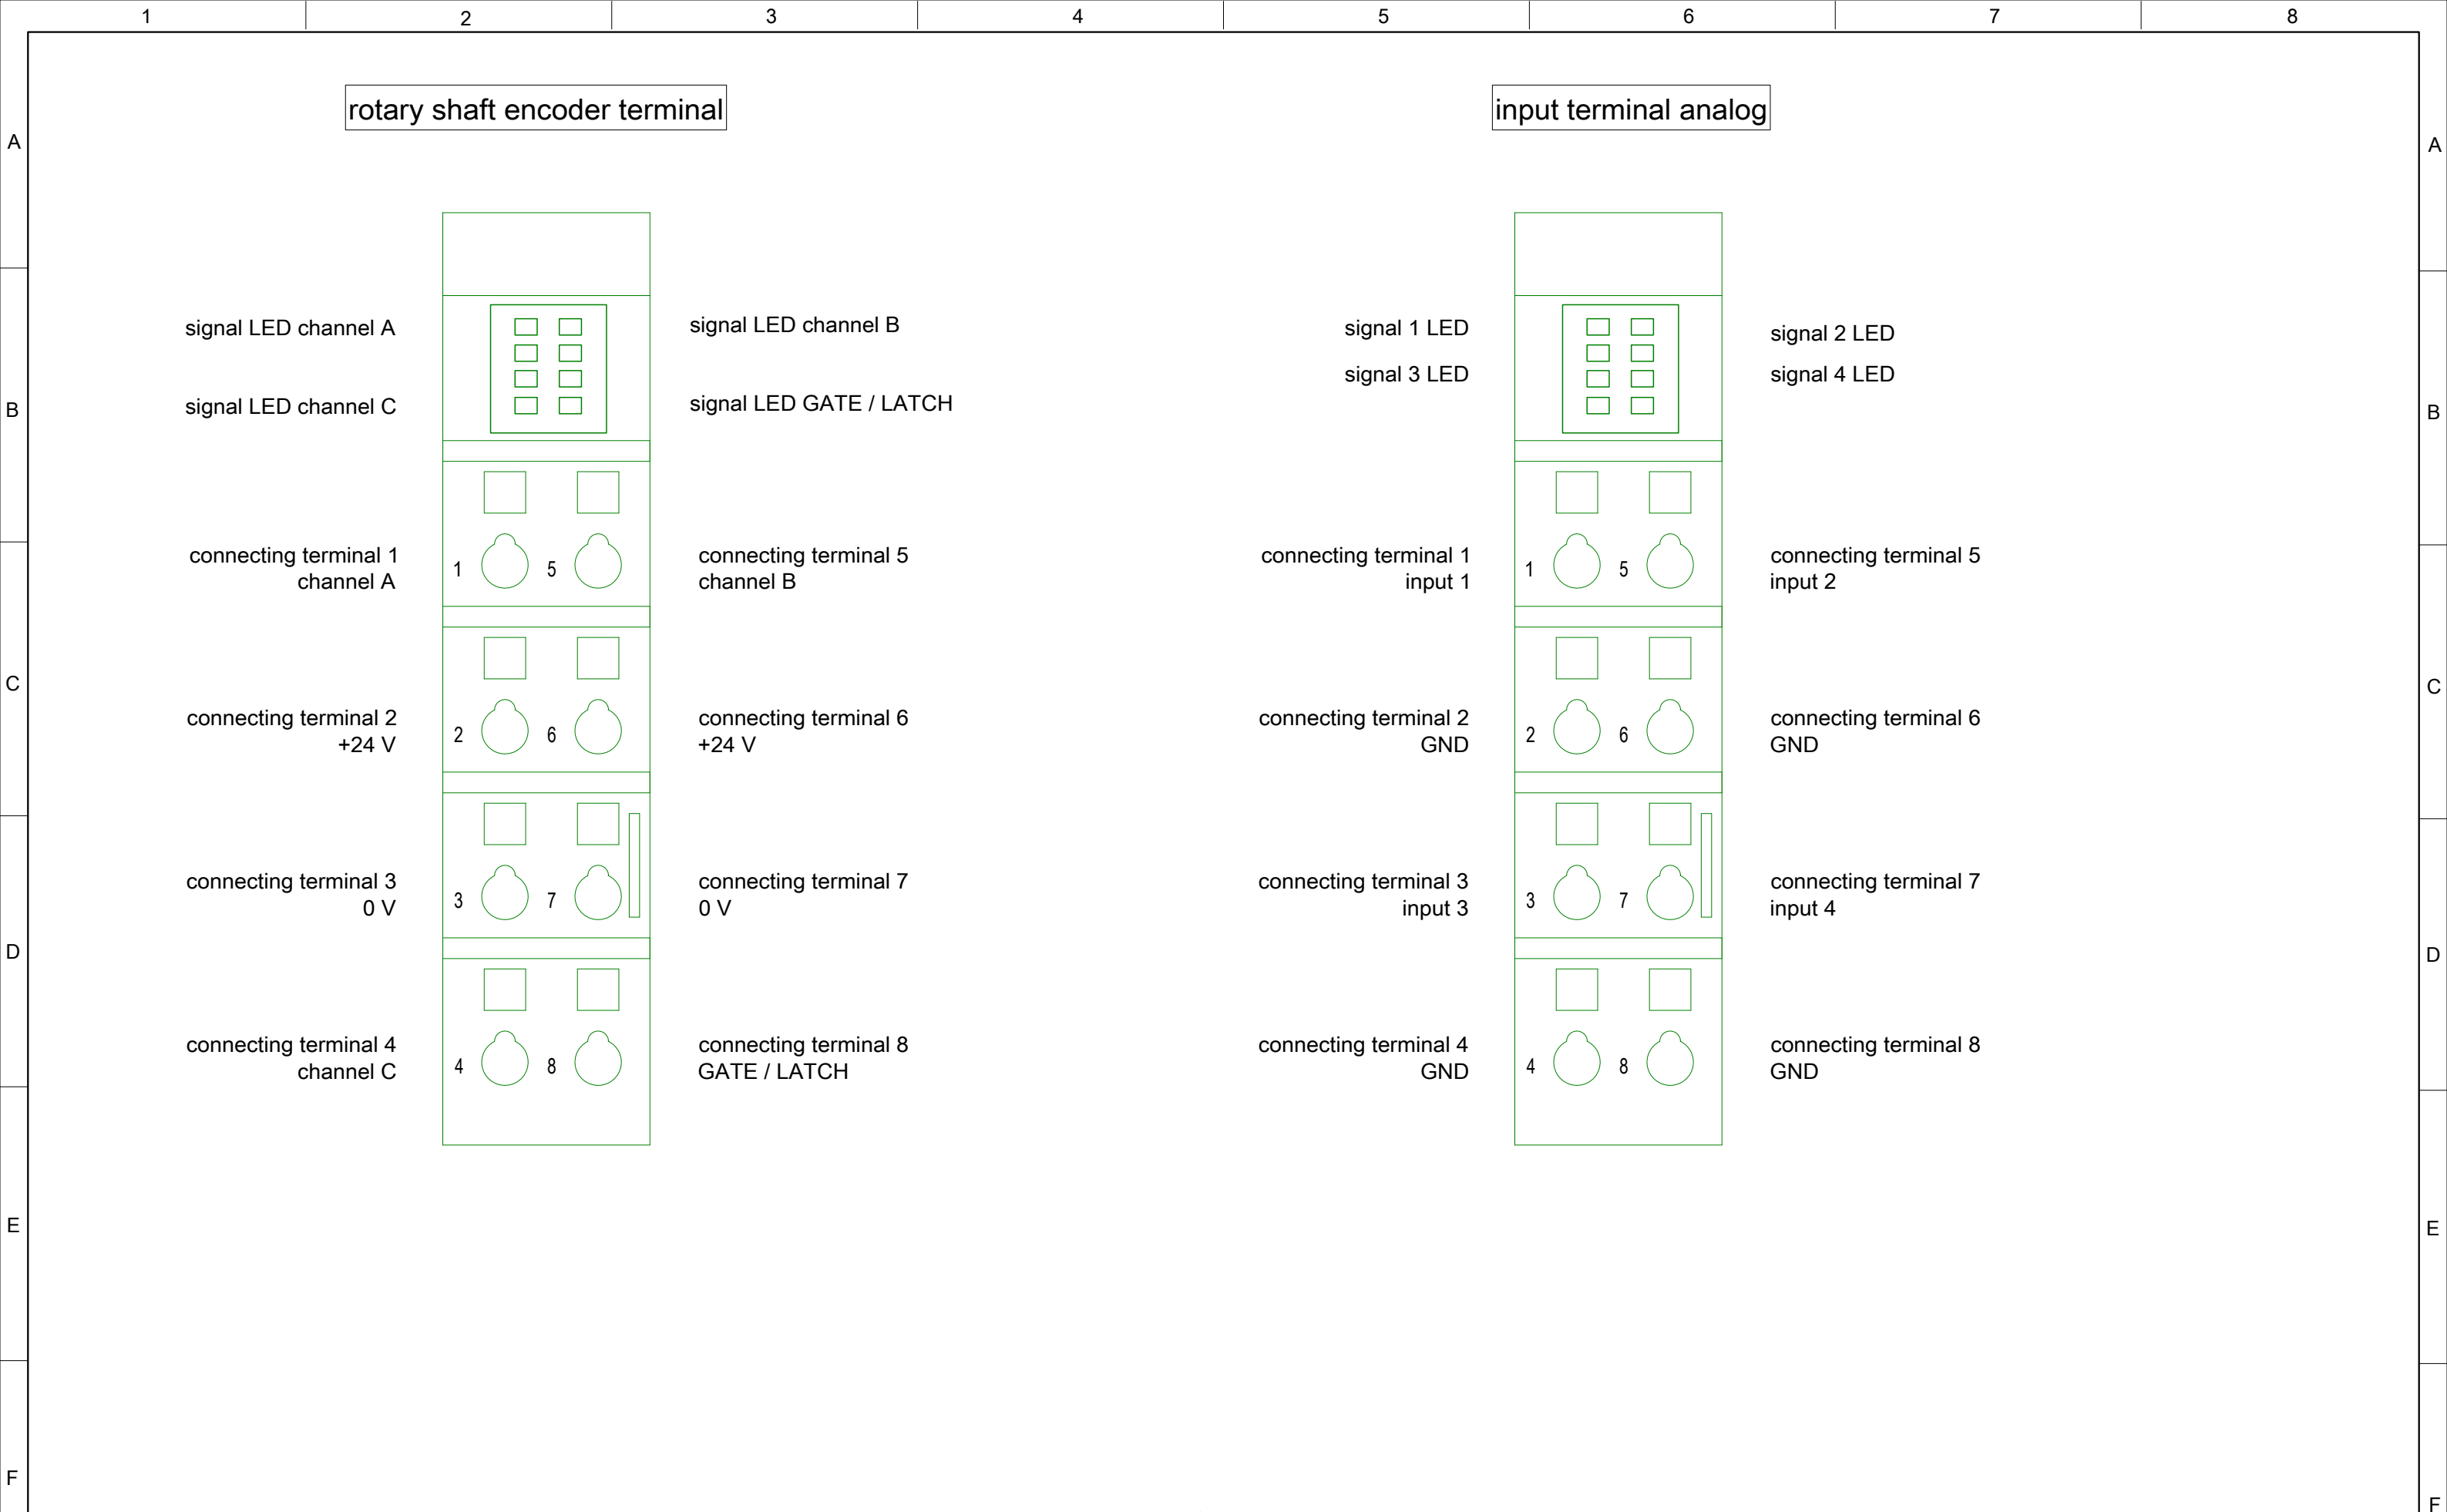 1 2 3 4 5 6 7 8
rotary shaft encoder terminal
input terminal analog
A
A
signal LED channel A
signal LED channel B
signal LED channel C
signal LED GATE / LATCH
signal 1 LED
signal 2 LED
signal 3 LED
signal 4 LED
B
B
connecting terminal 1
channel A
1 5
connecting terminal 5
channel B
connecting terminal 1
input 1
1 5
connecting terminal 5
input 2
C
C
connecting terminal 2
+24 V
2 6
connecting terminal 6
+24 V
connecting terminal 2
GND
2 6
connecting terminal 6
GND
connecting terminal 3
0 V
3 7
connecting terminal 7
0 V
connecting terminal 3
input 3
3 7
connecting terminal 7
input 4
D
D
connecting terminal 4
channel C
4 8
connecting terminal 8
GATE / LATCH
connecting terminal 4
GND
4 8
connecting terminal 8
GND
E
E
F
F